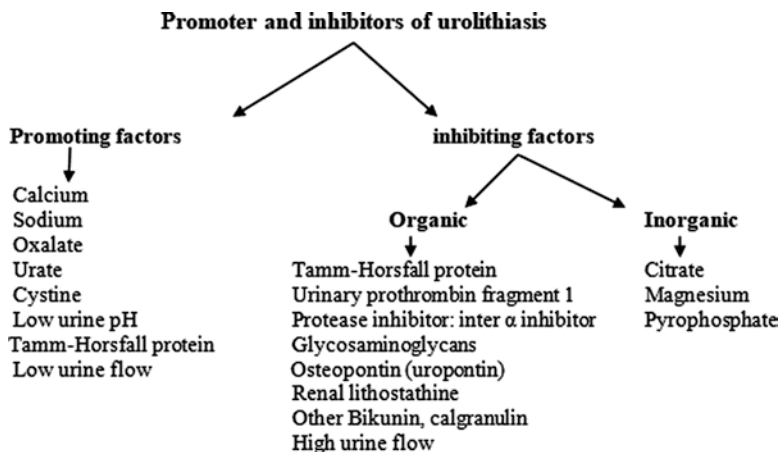 Promoter and inhibitors of urolithiasis
Promoting factors
inhibiting factors
Calcium
Sodium
Oxalate
Urate
Cystine
Low urine pH
Tamm-Horsfall protein
Low urine flow
Organic
Tamm-Horsfall protein
Urinary prothrombin fragment 1
Protease inhibitor: inter α inhibitor
Glycosaminoglycans
Osteopontin (uropontin)
Renal lithostathine
Other Bikunin, calgranulin
High urine flow
Inorganic
Citrate
Magnesium
Pyrophosphate